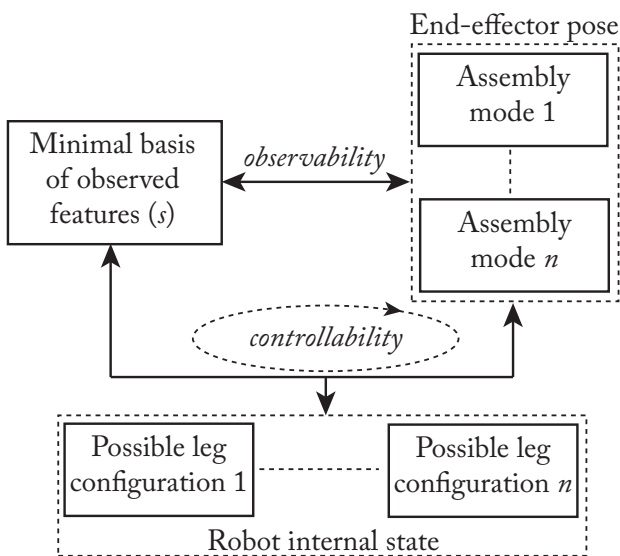 End-effector pose
Assembly
mode 1
Minimal basis
of observed
features (s)
observability
Assembly
mode n
controllability
Possible leg
configuration 1
Possible leg
configuration n
Robot internal state